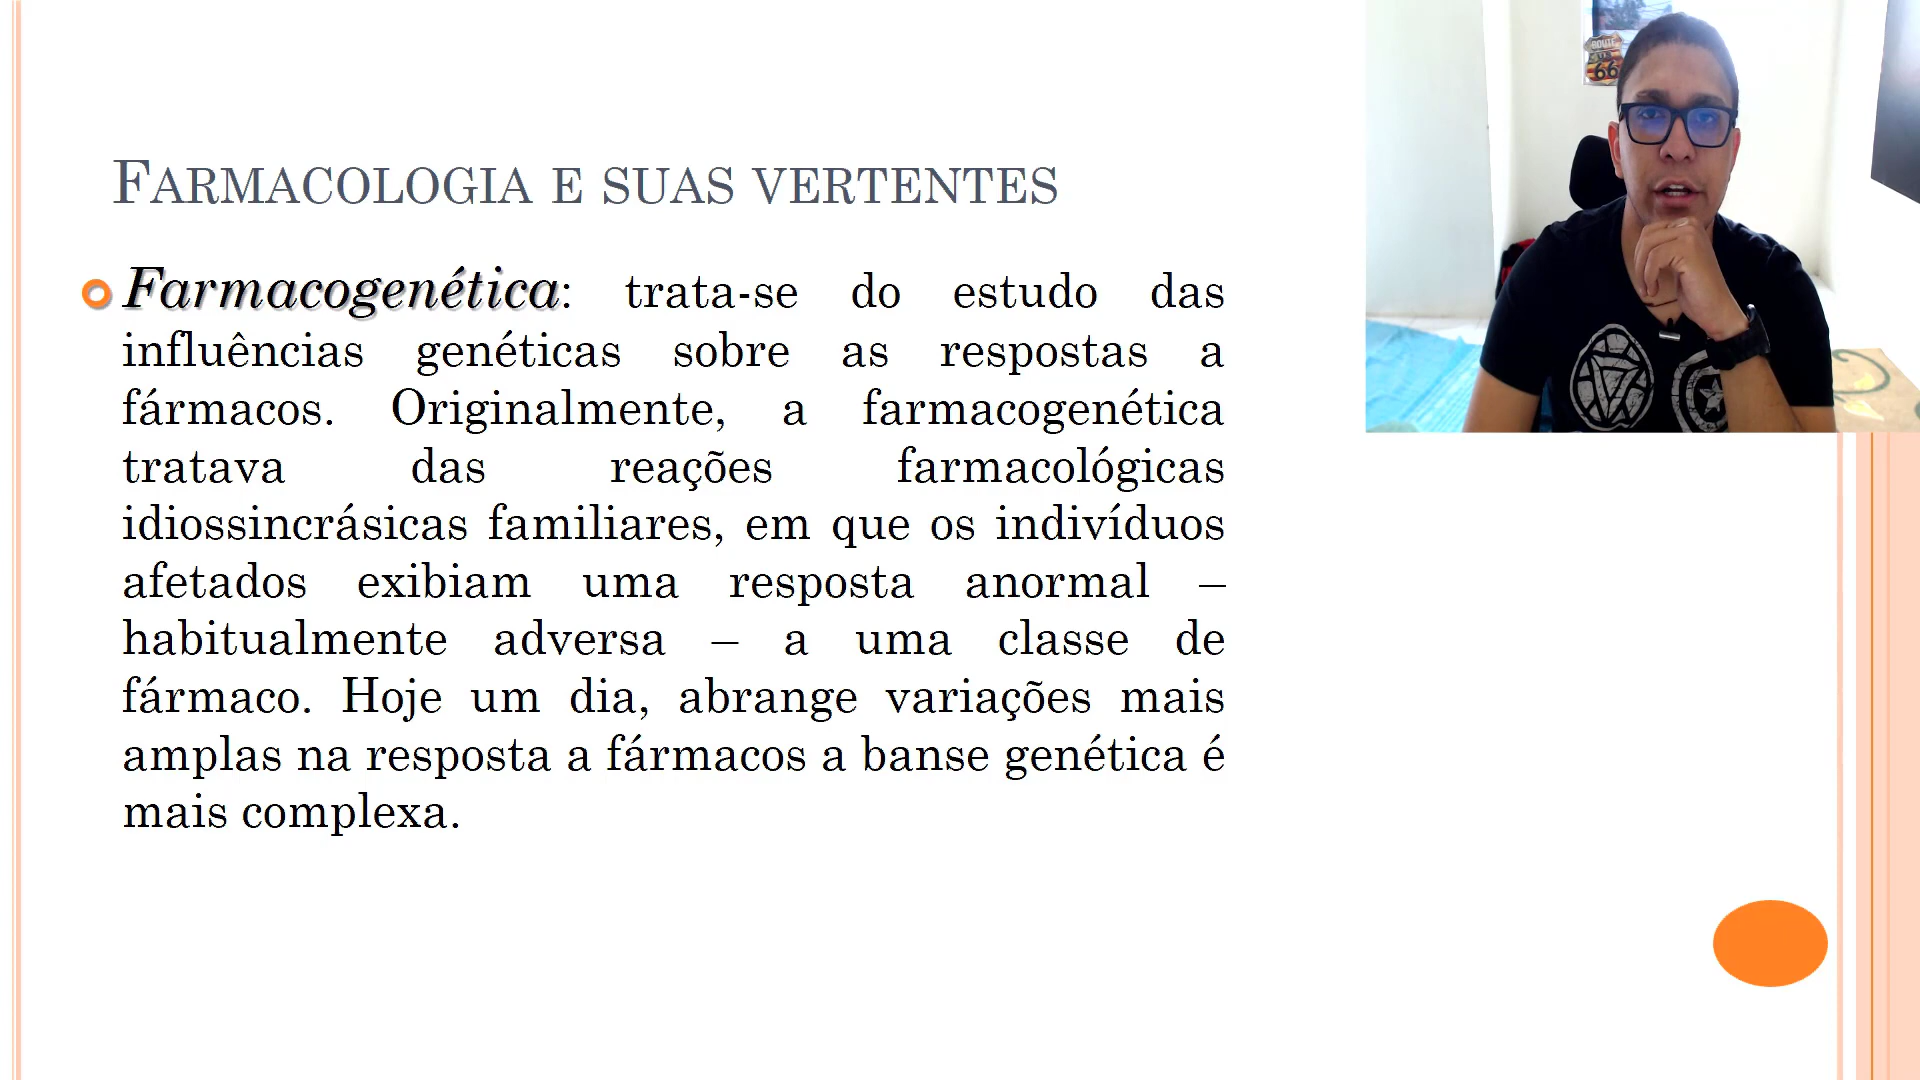 FARMACOLOGIA E SUAS VERTENTES
Farmacogenética: trata-se do estudo das
influências genéticas sobre as respostas a
fármacos. Originalmente, a farmacogenética
tratava das reações farmacológicas
idiossincrásicas familiares, em que os indivíduos
afetados exibiam uma resposta anormal –
habitualmente adversa – a uma classe de
fármaco. Hoje um dia, abrange variações mais
amplas na resposta a fármacos a banse genética é
mais complexa.
ROUTE
66